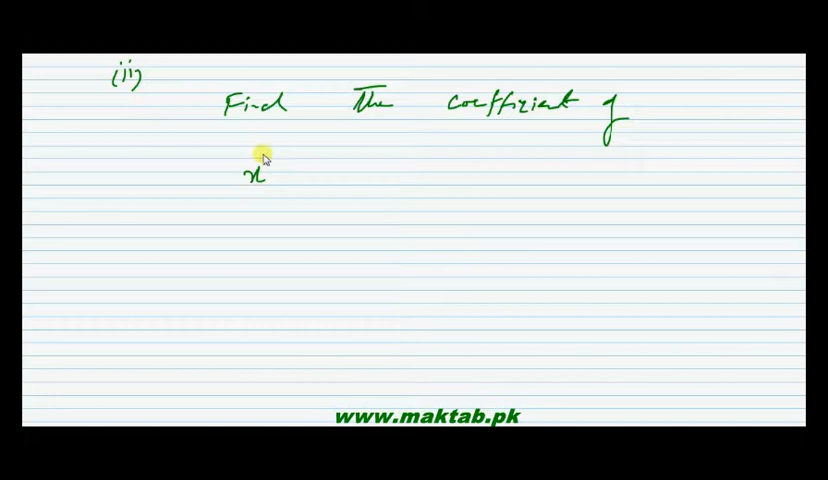 (ii)
Find The coefficient of
x
www.maktab.pk